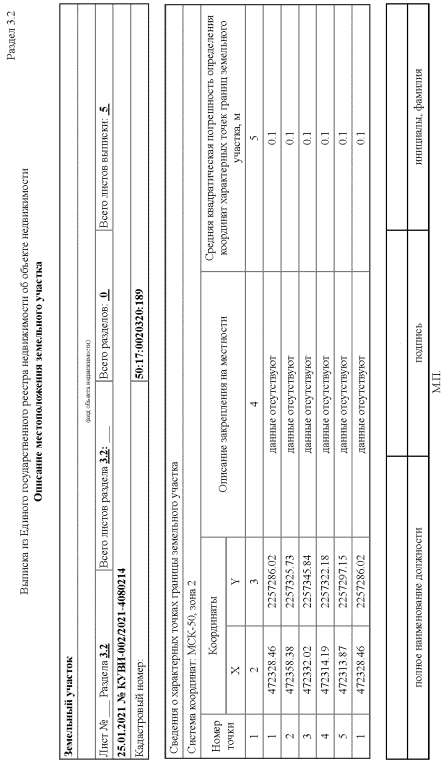 Раздел 3.2
Выписка из Единого государственного реестра недвижимости об объекте недвижимости
Описание местоположения земельного участка
Земельный участок
(вид объекта недвижимости)
Лист № ___ Раздела 3.2 Всего листов раздела 3.2: ___ Всего разделов: 0 Всего листов выписки: 5
25.01.2021 № КУВИ-002/2021-4080214
Кадастровый номер: 50:17:0020320:189
Сведения о характерных точках границы земельного участка
Система координат: МСК-50, зона 2
Номер точки Координаты Описание закрепления на местности Средняя квадратическая погрешность определения координат характерных точек границ земельного участка, м
X Y
1 2 3 4 5
1 472328.46 2257286.02 данные отсутствуют 0.1
2 472358.38 2257325.73 данные отсутствуют 0.1
3 472332.02 2257345.84 данные отсутствуют 0.1
4 472314.19 2257322.18 данные отсутствуют 0.1
5 472313.87 2257297.15 данные отсутствуют 0.1
1 472328.46 2257286.02 данные отсутствуют 0.1
полное наименование должности подпись инициалы, фамилия
М.П.